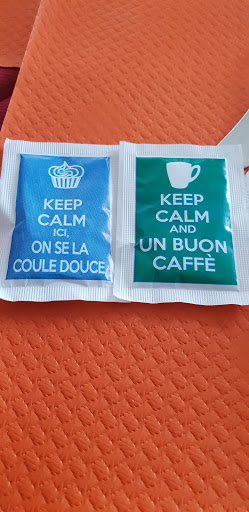 KEEP
CALM
ICI,
ON SE LA
COULE DOUCE
KEEP
CALM
AND
UN BUON
CAFFÈ